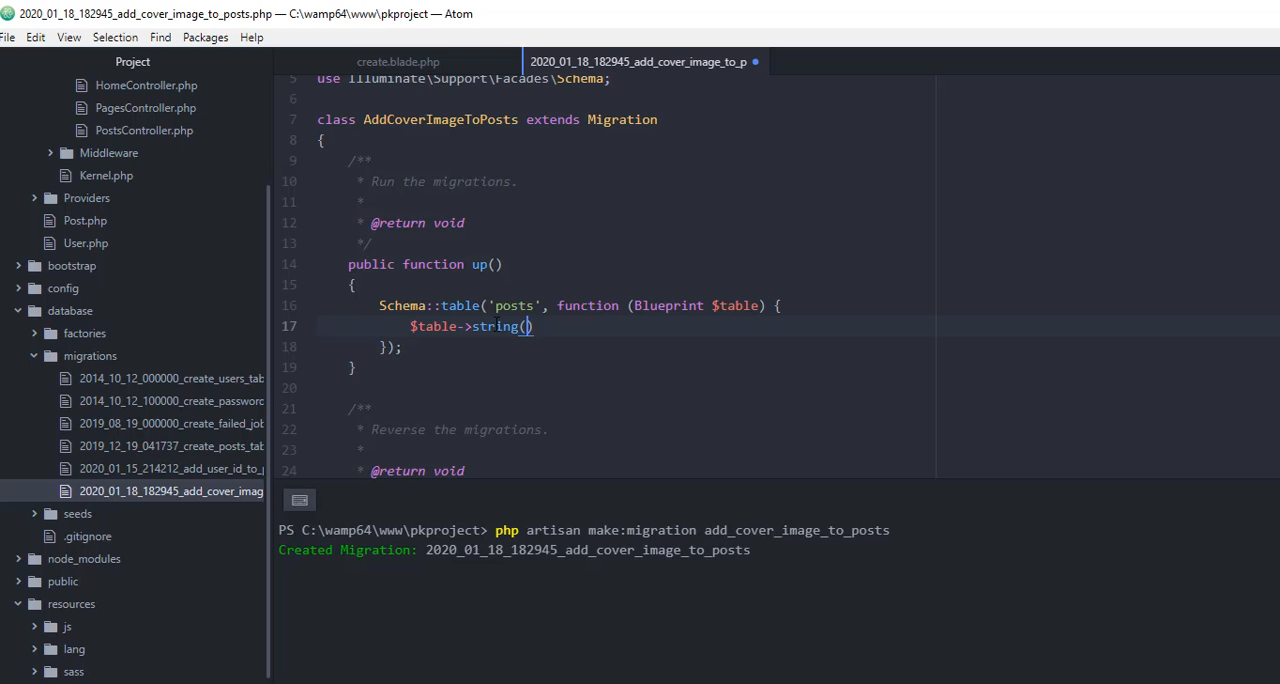 2020_01_18_182945_add_cover_image_to_posts.php — C:\wamp64\www\pkproject — Atom
File Edit View Selection Find Packages Help
Project
HomeController.php
PagesController.php
PostsController.php
Middleware
Kernel.php
Providers
Post.php
User.php
bootstrap
config
database
factories
migrations
2014_10_12_000000_create_users_tab
2014_10_12_100000_create_password
2019_08_19_000000_create_failed_job
2019_12_19_041737_create_posts_tab
2020_01_15_214212_add_user_id_to_p
2020_01_18_182945_add_cover_imag
seeds
.gitignore
node_modules
public
resources
js
lang
sass
create.blade.php
2020_01_18_182945_add_cover_image_to_p
5 use Illuminate\Support\Facades\Schema;
6
7 class AddCoverImageToPosts extends Migration
8 {
9 /**
10 * Run the migrations.
11 *
12 * @return void
13 */
14 public function up()
15 {
16 Schema::table('posts', function (Blueprint $table) {
17 $table->string()
18 });
19 }
20
21 /**
22 * Reverse the migrations.
23 *
24 * @return void
PS C:\wamp64\www\pkproject> php artisan make:migration add_cover_image_to_posts
Created Migration: 2020_01_18_182945_add_cover_image_to_posts